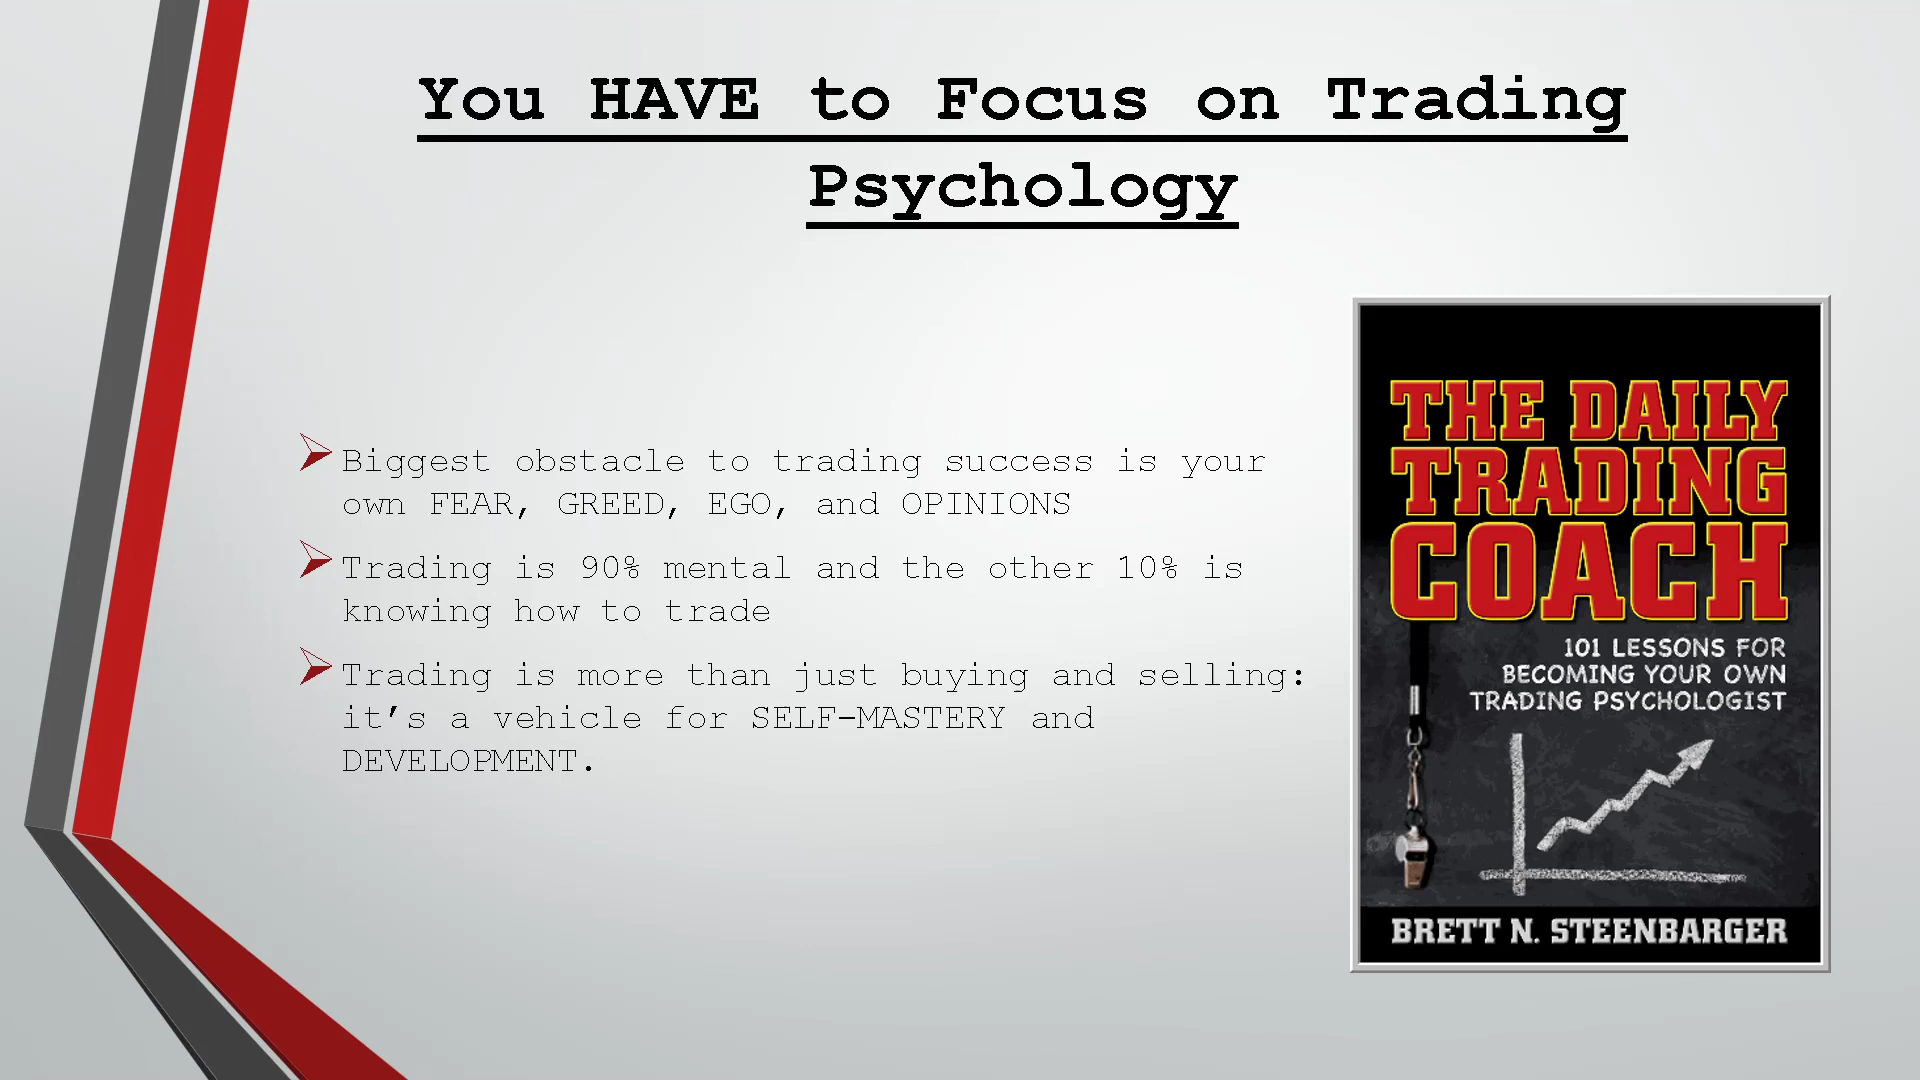 You HAVE to Focus on Trading
Psychology
Biggest obstacle to trading success is your
own FEAR, GREED, EGO, and OPINIONS
Trading is 90% mental and the other 10% is
knowing how to trade
Trading is more than just buying and selling:
it’s a vehicle for SELF-MASTERY and
DEVELOPMENT.
THE DAILY
TRADING
COACH
101 LESSONS FOR
BECOMING YOUR OWN
TRADING PSYCHOLOGIST
BRETT N. STEENBARGER